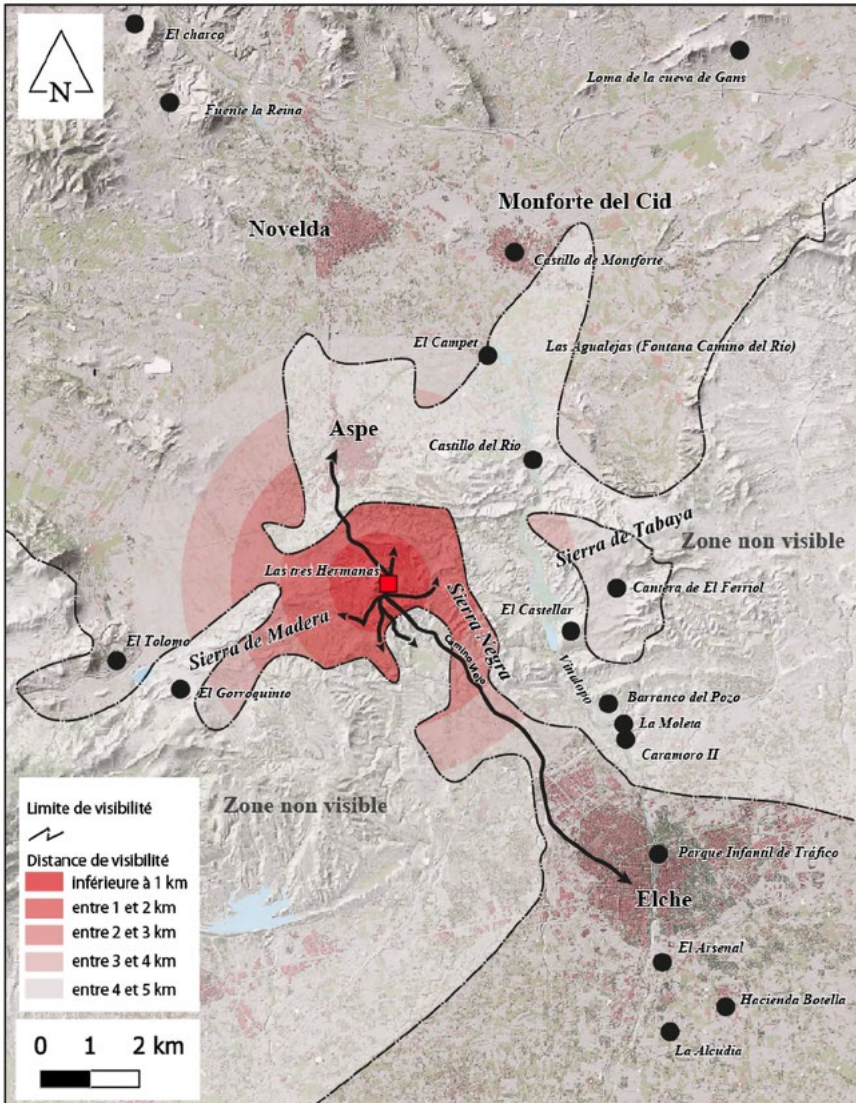 N
El charco
Loma de la cueva de Gans
Fuente la Reina
Monforte del Cid
Novelda
Castillo de Montforte
El Campet
Las Agualejas (Fontana Camino del Río)
Aspe
Castillo del Río
Sierra de Tabaya
Zone non visible
Las tres Hermanas
Cantera de El Ferriol
Sierra Negra
El Castellar
Sierra de Madera
El Tolomo
Camino Viejo
Vinalopo
El Gorroquinto
Barranco del Pozo
La Moleta
Caramoro II
Zone non visible
Limite de visibilité
Distance de visibilité
inférieure à 1 km
entre 1 et 2 km
entre 2 et 3 km
entre 3 et 4 km
entre 4 et 5 km
Parque Infantil de Tráfico
Elche
El Arsenal
Hacienda Botella
La Alcudia
0 1 2 km